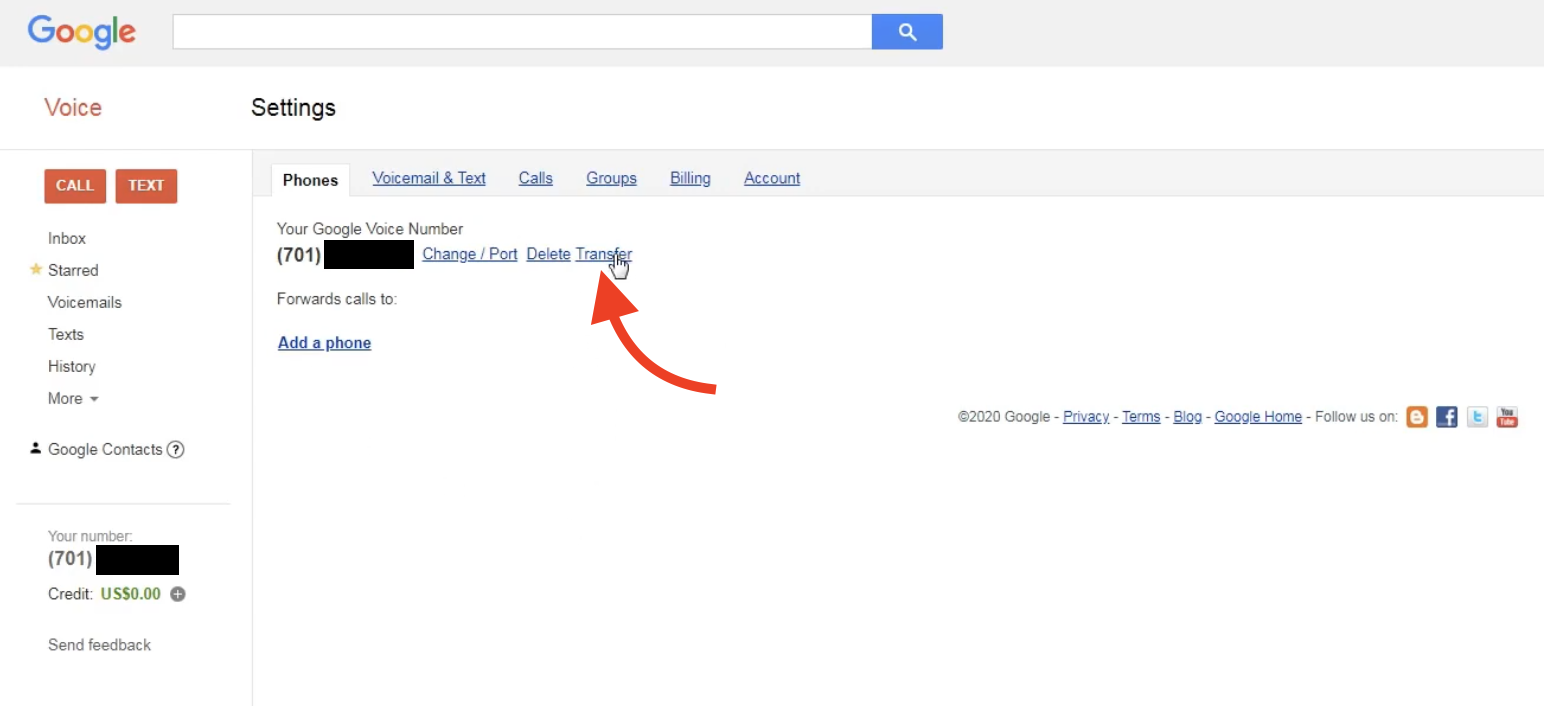 Google
Voice
Settings
CALL TEXT
Inbox
Starred
Voicemails
Texts
History
More
Google Contacts ?
Your number:
(701)
Credit: US$0.00
Send feedback
Phones Voicemail & Text Calls Groups Billing Account
Your Google Voice Number
(701) Change / Port Delete Transfer
Forwards calls to:
Add a phone
©2020 Google - Privacy - Terms - Blog - Google Home - Follow us on: f t You
Tube